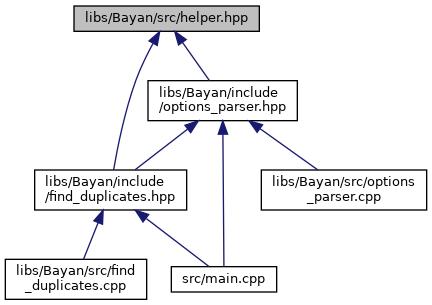 libs/Bayan/src/helper.hpp
libs/Bayan/include
/options_parser.hpp
libs/Bayan/include
/find_duplicates.hpp
libs/Bayan/src/options
_parser.cpp
libs/Bayan/src/find
_duplicates.cpp
src/main.cpp